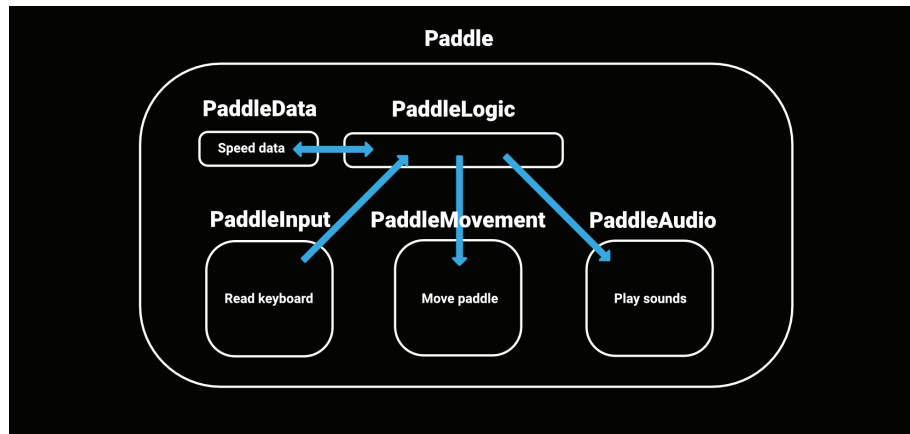 Paddle
PaddleData
PaddleLogic
Speed data
PaddleInput
PaddleMovement
PaddleAudio
Read keyboard
Move paddle
Play sounds